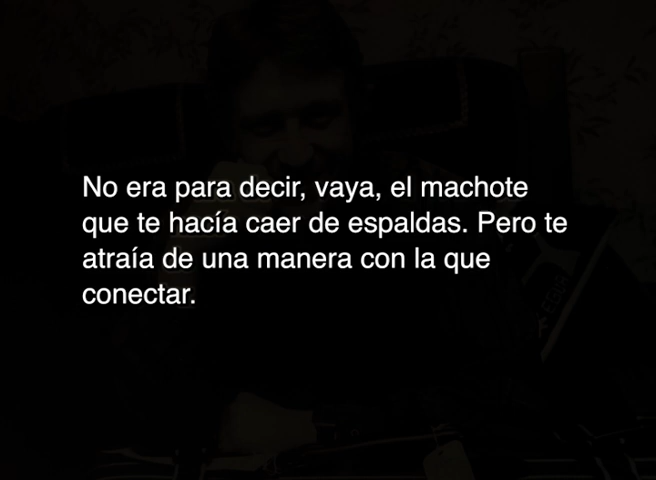 No era para decir, vaya, el machote
que te hacía caer de espaldas. Pero te
atraía de una manera con la que
conectar.